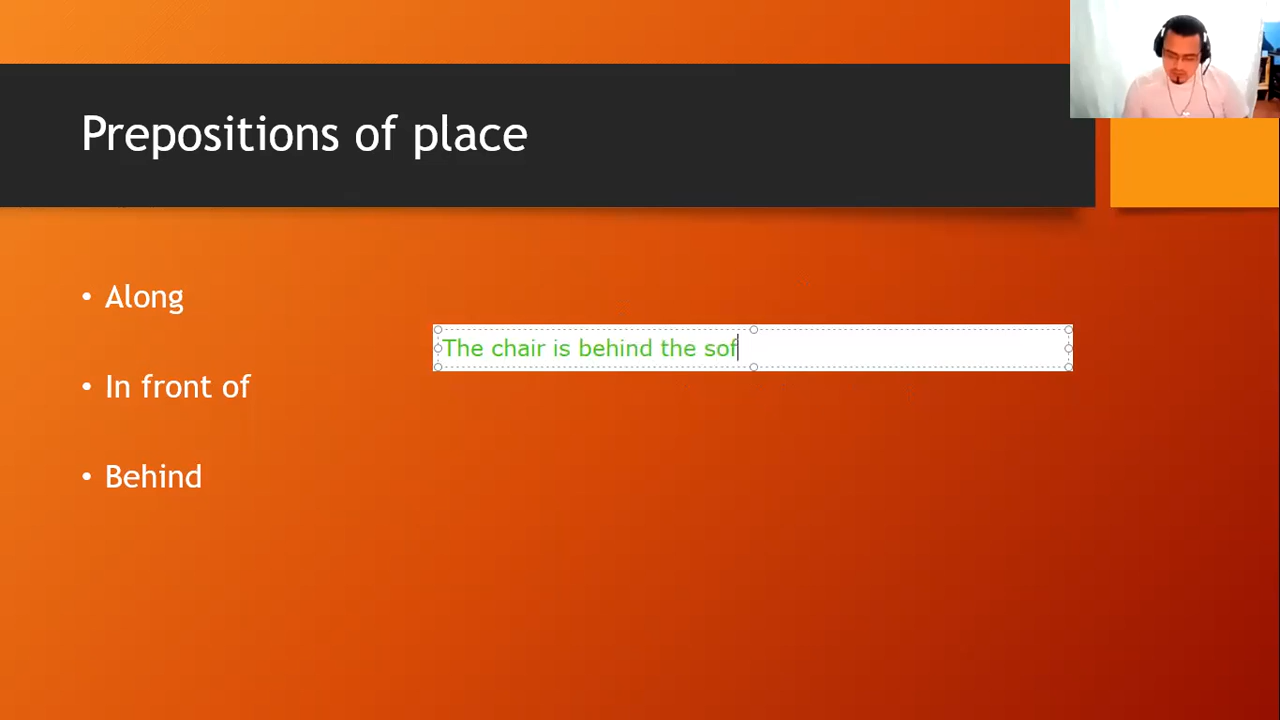 Prepositions of place
• Along
The chair is behind the sof
• In front of
• Behind